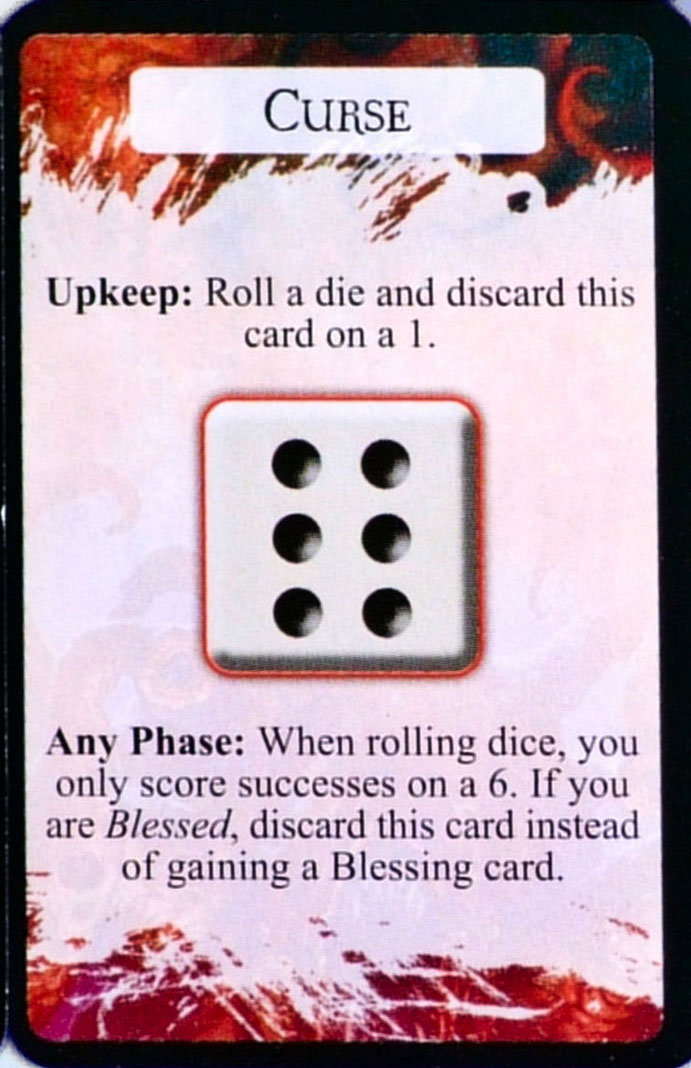 CURSE
Upkeep: Roll a die and discard this
card on a 1.
Any Phase: When rolling dice, you
only score successes on a 6. If you
are Blessed, discard this card instead
of gaining a Blessing card.